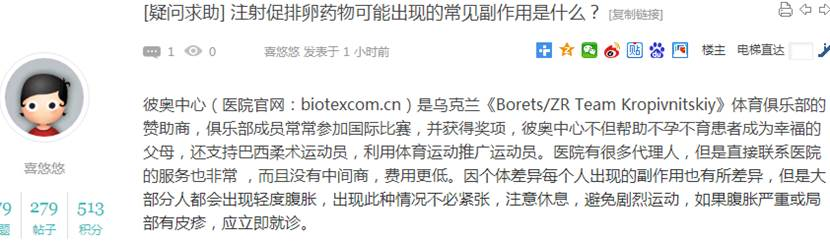 [疑问求助] 注射促排卵药物可能出现的常见副作用是什么？ [复制链接]
1 0 喜悠悠 发表于 1 小时前 楼主 电梯直达
彼奥中心（医院官网：biotexcom.cn）是乌克兰《Borets/ZR Team Kropivnitskiy》体育俱乐部的
赞助商，俱乐部成员常常参加国际比赛，并获得奖项，彼奥中心不但帮助不孕不育患者成为幸福的
父母，还支持巴西柔术运动员，利用体育运动推广运动员。医院有很多代理人，但是直接联系医院
的服务也非常 ，而且没有中间商，费用更低。因个体差异每个人出现的副作用也有所差异，但是大
部分人都会出现轻度腹胀，出现此种情况不必紧张，注意休息，避免剧烈运动，如果腹胀严重或局
部有皮疹，应立即就诊。
喜悠悠
79 279 513
题 帖子 积分